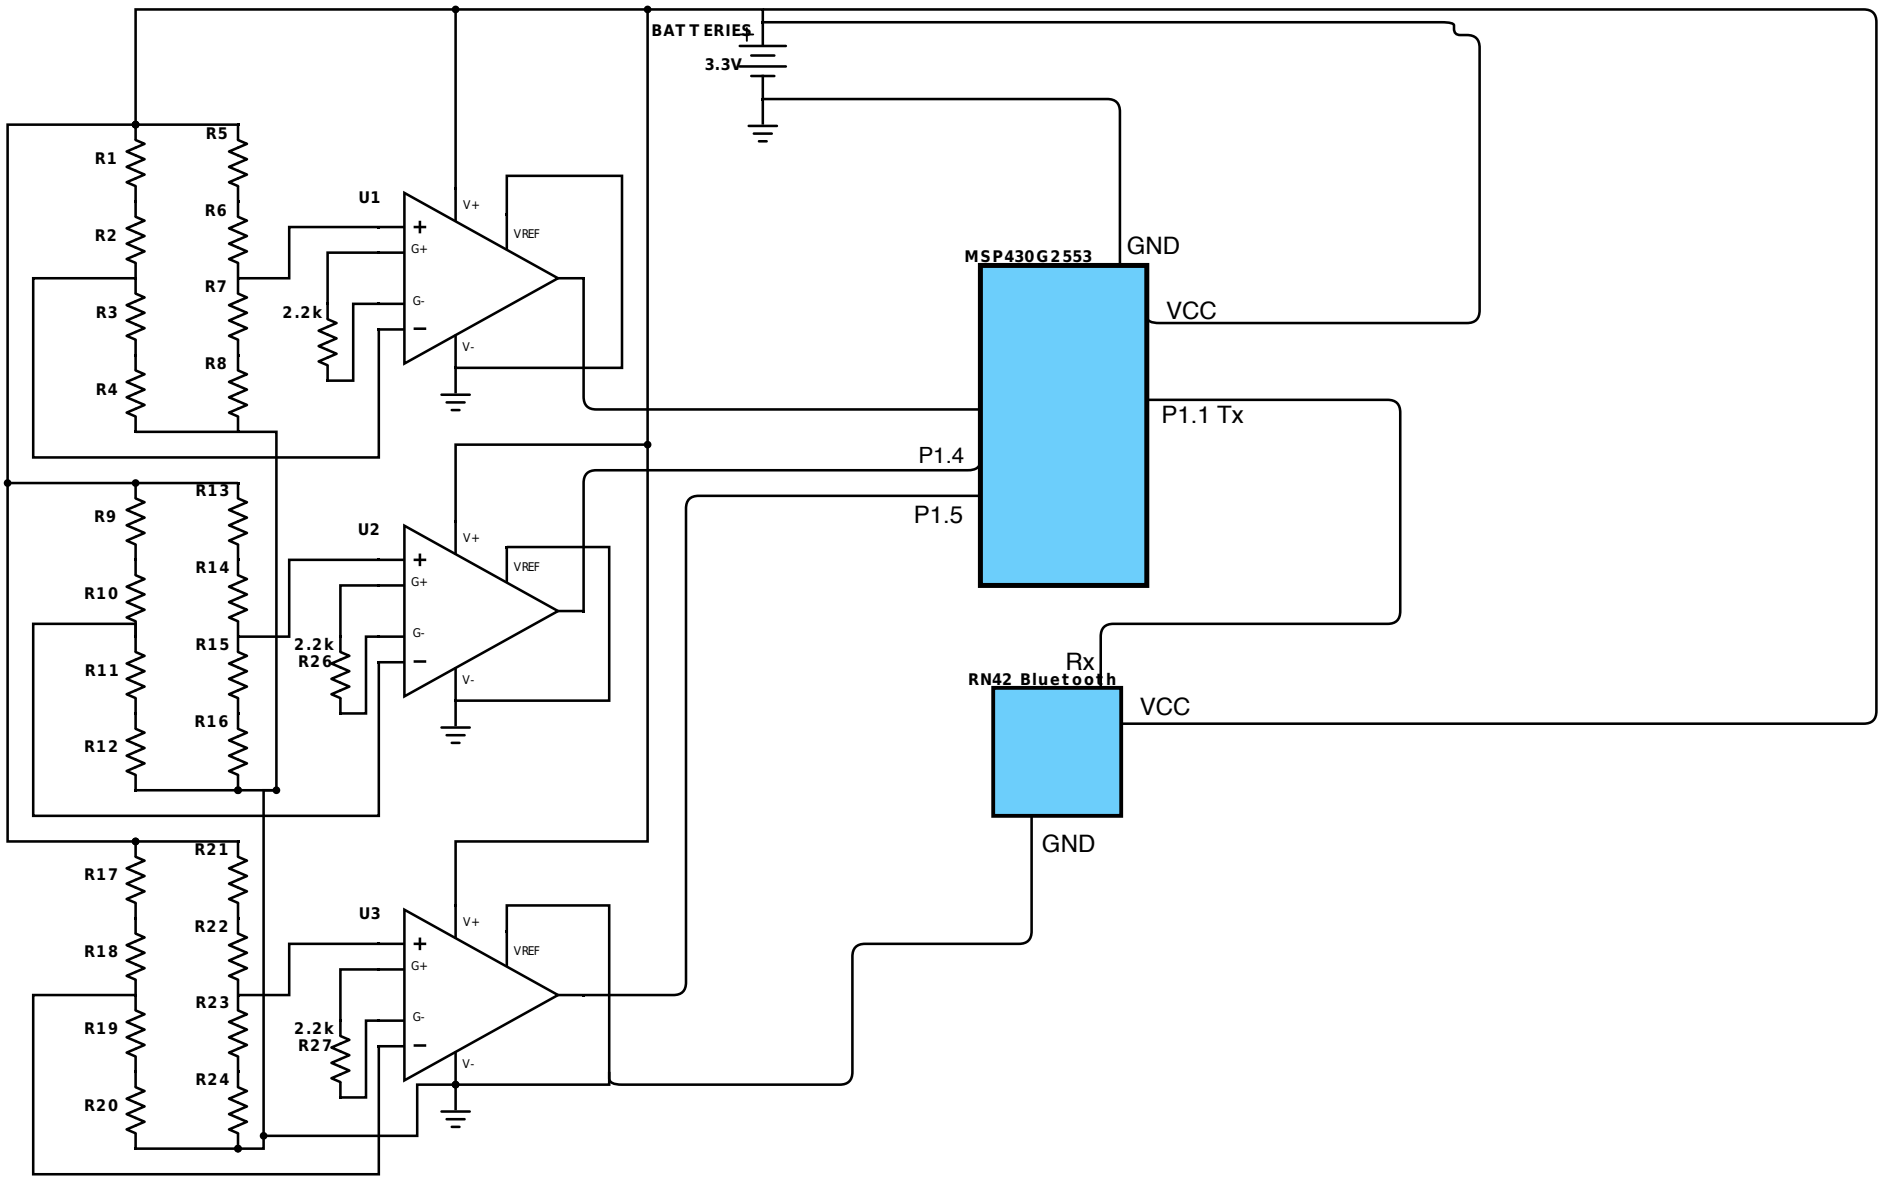 BATTERIES
+
3.3V
R5
R1
R6
R2
R7
R3
R8
R4
U1
V+
VREF
+
G+
G-
−
V-
2.2k
MSP430G2553
GND
VCC
P1.1 Tx
P1.4
P1.5
R13
R9
R14
R10
R15
R11
R16
R12
U2
V+
VREF
+
G+
G-
−
V-
2.2k
R26
Rx
RN42 Bluetooth
VCC
GND
R21
R17
R22
R18
R23
R19
R24
R20
U3
V+
VREF
+
G+
G-
−
V-
2.2k
R27